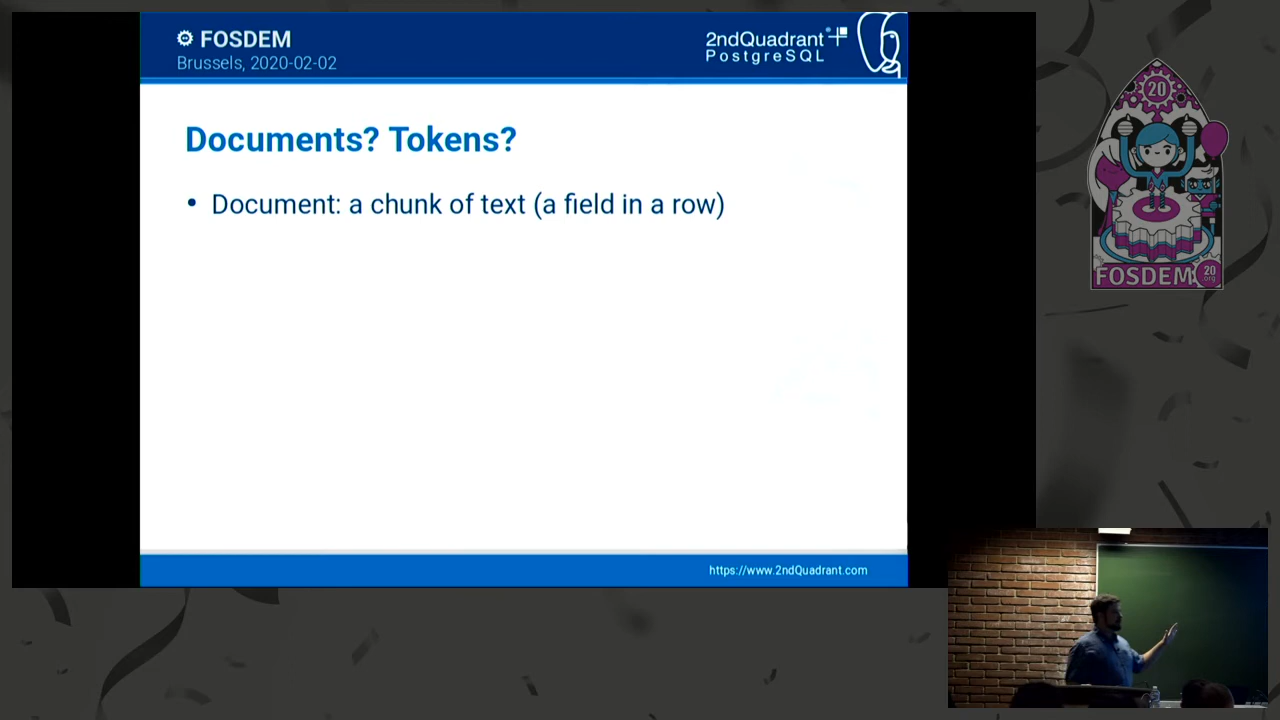 FOSDEM
Brussels, 2020-02-02
2ndQuadrant
PostgreSQL
Documents? Tokens?
• Document: a chunk of text (a field in a row)
https://www.2ndQuadrant.com
20
FOSDEM
20
org